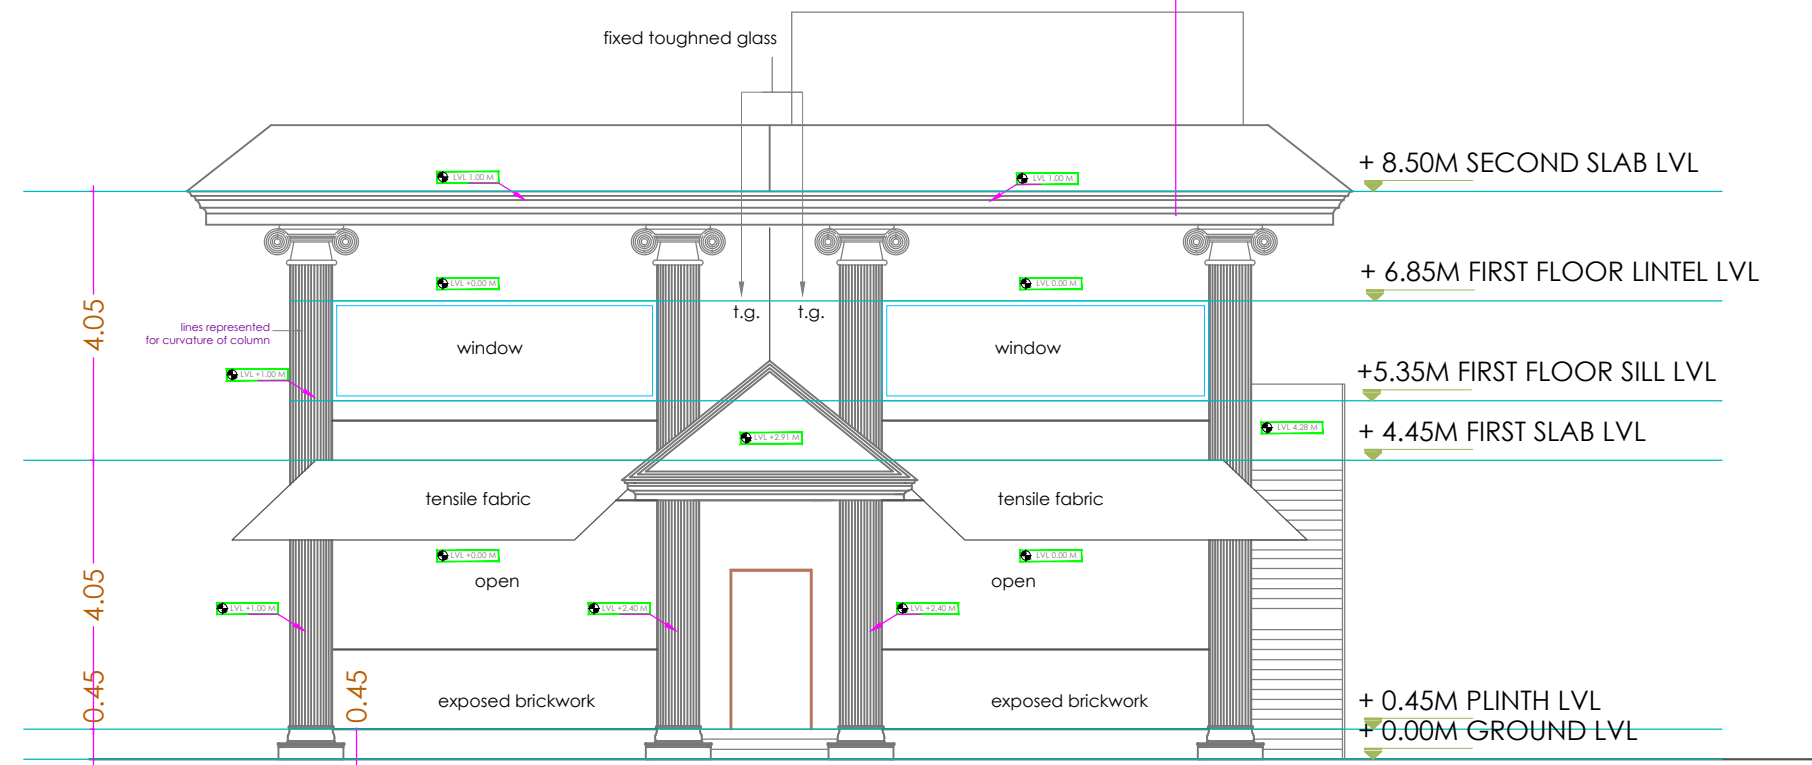 fixed toughned glass
+ 8.50M SECOND SLAB LVL
LVL 1.00 M
LVL 1.00 M
+ 6.85M FIRST FLOOR LINTEL LVL
LVL +0.00 M
LVL 0.00 M
4.05
t.g.
t.g.
lines represented
for curvature of column
window
window
LVL +1.00 M
+5.35M FIRST FLOOR SILL LVL
LVL +2.91 M
LVL 4.28 M
+ 4.45M FIRST SLAB LVL
tensile fabric
tensile fabric
LVL +0.00 M
LVL 0.00 M
open
open
4.05
LVL +1.00 M
LVL +2.40 M
LVL +2.40 M
0.45
0.45
exposed brickwork
exposed brickwork
+ 0.45M PLINTH LVL
+ 0.00M GROUND LVL